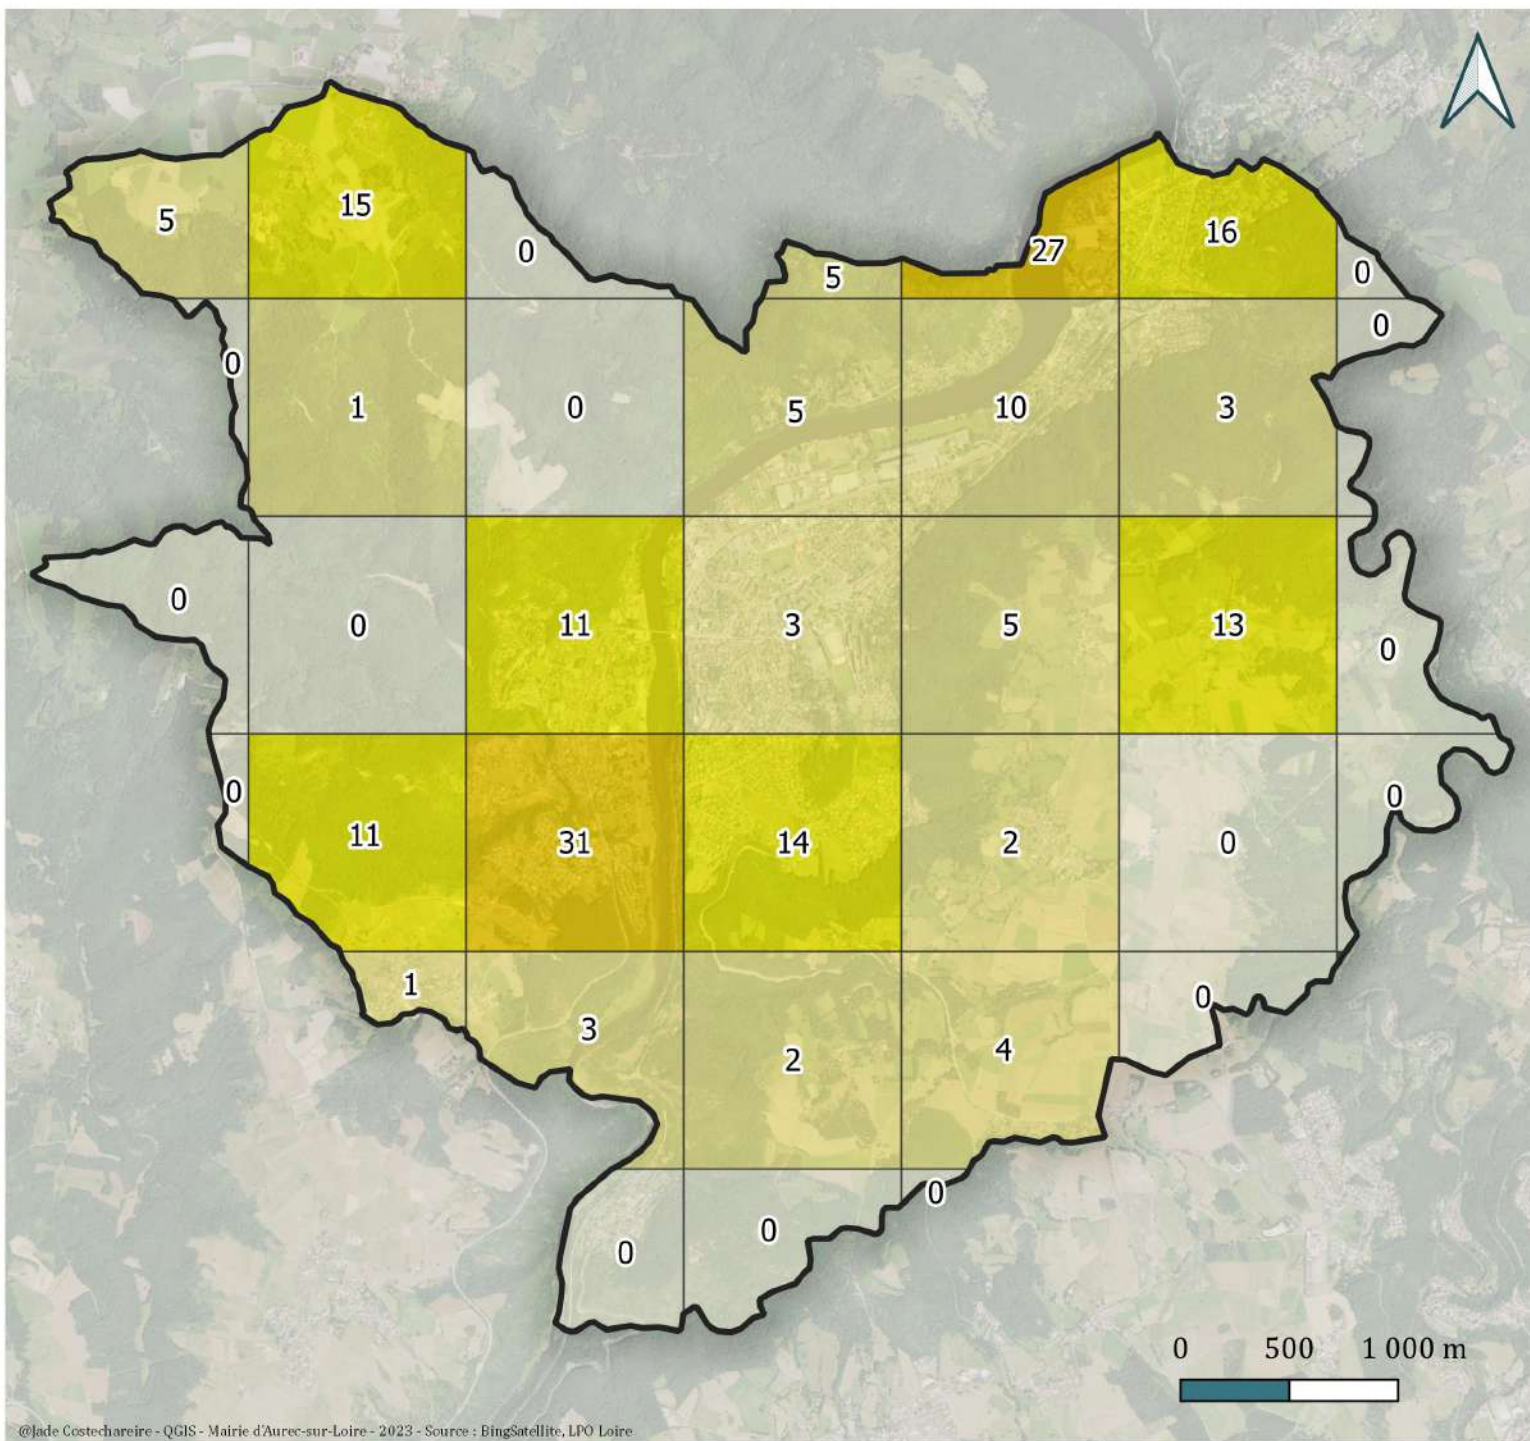 5 15 0 5 27 16 0
0 1 0 5 10 3 0
0 0 11 3 5 13 0
0 11 31 14 2 0 0
1 3 2 4 0
0 0 0
0 500 1 000 m
@Jade Costechareire - QGIS - Mairie d'Aurec-sur-Loire - 2023 - Source : BingSatellite, LPO Loire